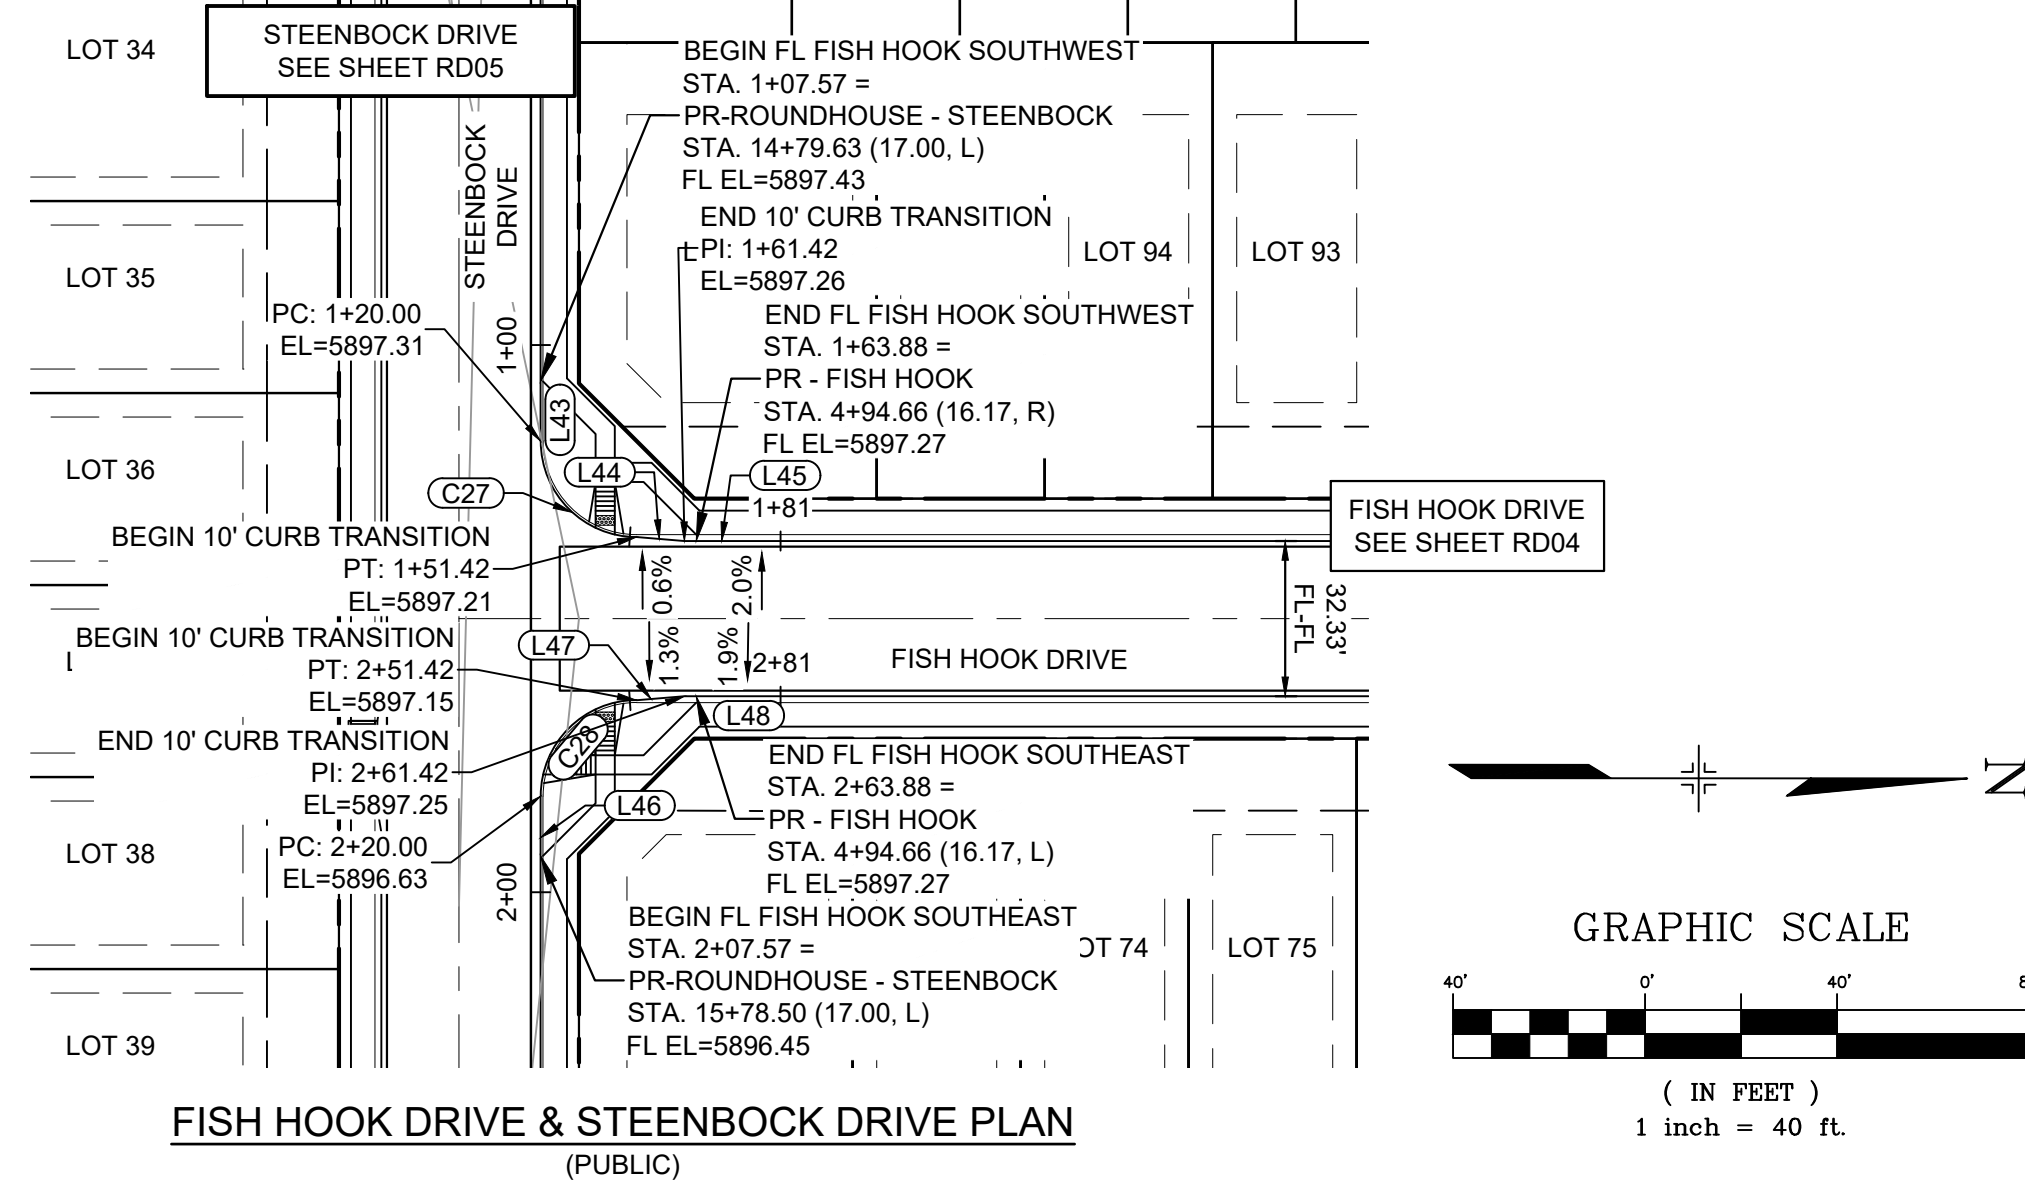 LOT 34
STEENBOCK DRIVE
SEE SHEET RD05
BEGIN FL FISH HOOK SOUTHWEST
STA. 1+07.57 =
PR-ROUNDHOUSE - STEENBOCK
STA. 14+79.63 (17.00, L)
FL EL=5897.43
STEENBOCK
DRIVE
END 10' CURB TRANSITION
PI: 1+61.42
EL=5897.26
LOT 94
LOT 93
LOT 35
PC: 1+20.00
EL=5897.31
1+00
END FL FISH HOOK SOUTHWEST
STA. 1+63.88 =
PR - FISH HOOK
STA. 4+94.66 (16.17, R)
FL EL=5897.27
L43
LOT 36
L44
L45
C27
1+81
FISH HOOK DRIVE
SEE SHEET RD04
BEGIN 10' CURB TRANSITION
PT: 1+51.42
EL=5897.21
0.6%
2.0%
32.33'
FL-FL
BEGIN 10' CURB TRANSITION
PT: 2+51.42
EL=5897.15
L47
1.3%
1.9%
2+81
FISH HOOK DRIVE
L48
END 10' CURB TRANSITION
PI: 2+61.42
EL=5897.25
C28
END FL FISH HOOK SOUTHEAST
STA. 2+63.88 =
PR - FISH HOOK
STA. 4+94.66 (16.17, L)
FL EL=5897.27
L46
LOT 38
PC: 2+20.00
EL=5896.63
2+00
BEGIN FL FISH HOOK SOUTHEAST
STA. 2+07.57 =
PR-ROUNDHOUSE - STEENBOCK
STA. 15+78.50 (17.00, L)
FL EL=5896.45
74
LOT 75
LOT 39
N
GRAPHIC SCALE
40'
0'
40'
( IN FEET )
1 inch = 40 ft.
FISH HOOK DRIVE & STEENBOCK DRIVE PLAN
(PUBLIC)